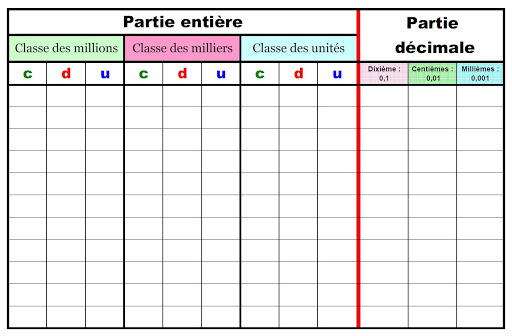 Partie entière
Partie décimale
Classe des millions Classe des milliers Classe des unités
c d u c d u c d u
Dixième : 0,1
Centièmes : 0,01
Millièmes : 0,001